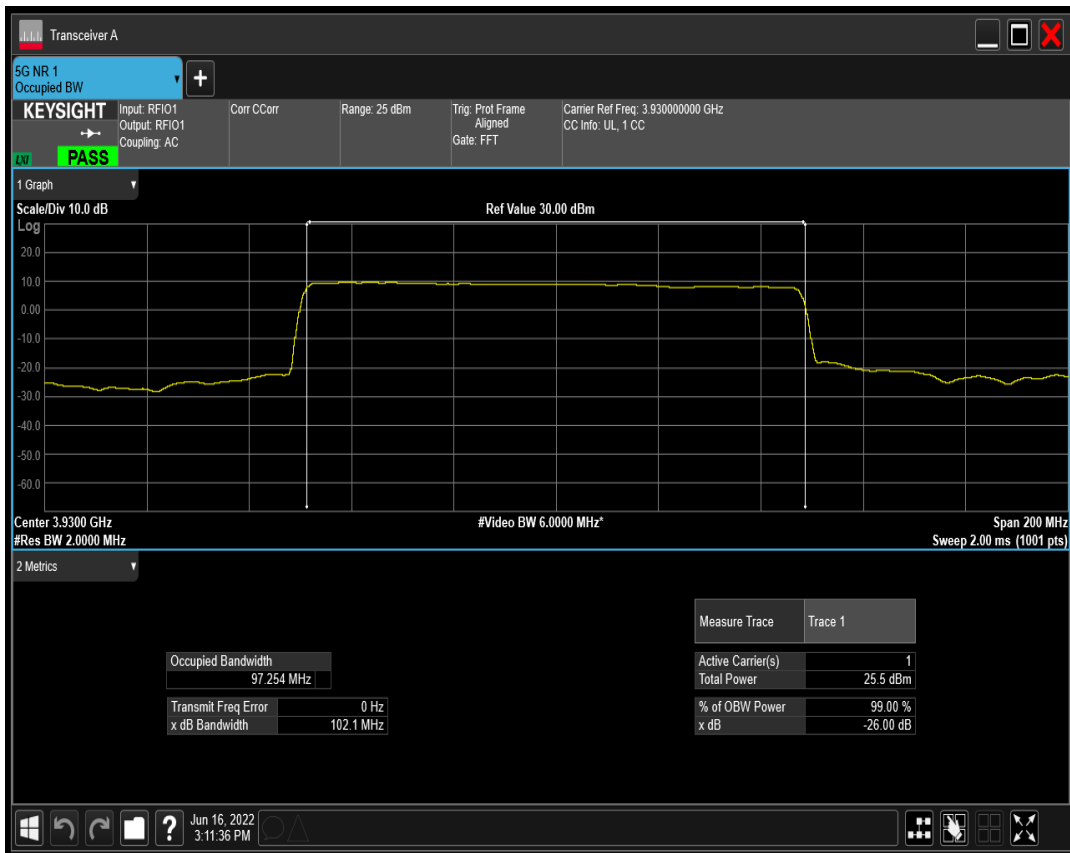 Transceiver A
5G NR 1
Occupied BW
+
KEYSIGHT
LXI
PASS
Input: RFIO1
Output: RFIO1
Coupling: AC
Corr CCorr
Range: 25 dBm
Trig: Prot Frame
Aligned
Gate: FFT
Carrier Ref Freq: 3.930000000 GHz
CC Info: UL, 1 CC
1 Graph
Scale/Div 10.0 dB
Ref Value 30.00 dBm
Log
20.0
10.0
0.00
-10.0
-20.0
-30.0
-40.0
-50.0
-60.0
Center 3.9300 GHz
#Video BW 6.0000 MHz*
Span 200 MHz
#Res BW 2.0000 MHz
Sweep 2.00 ms (1001 pts)
2 Metrics
Measure Trace Trace 1
Occupied Bandwidth
97.254 MHz
Active Carrier(s) 1
Total Power 25.5 dBm
Transmit Freq Error 0 Hz
x dB Bandwidth 102.1 MHz
% of OBW Power 99.00 %
x dB -26.00 dB
?
Jun 16, 2022
3:11:36 PM